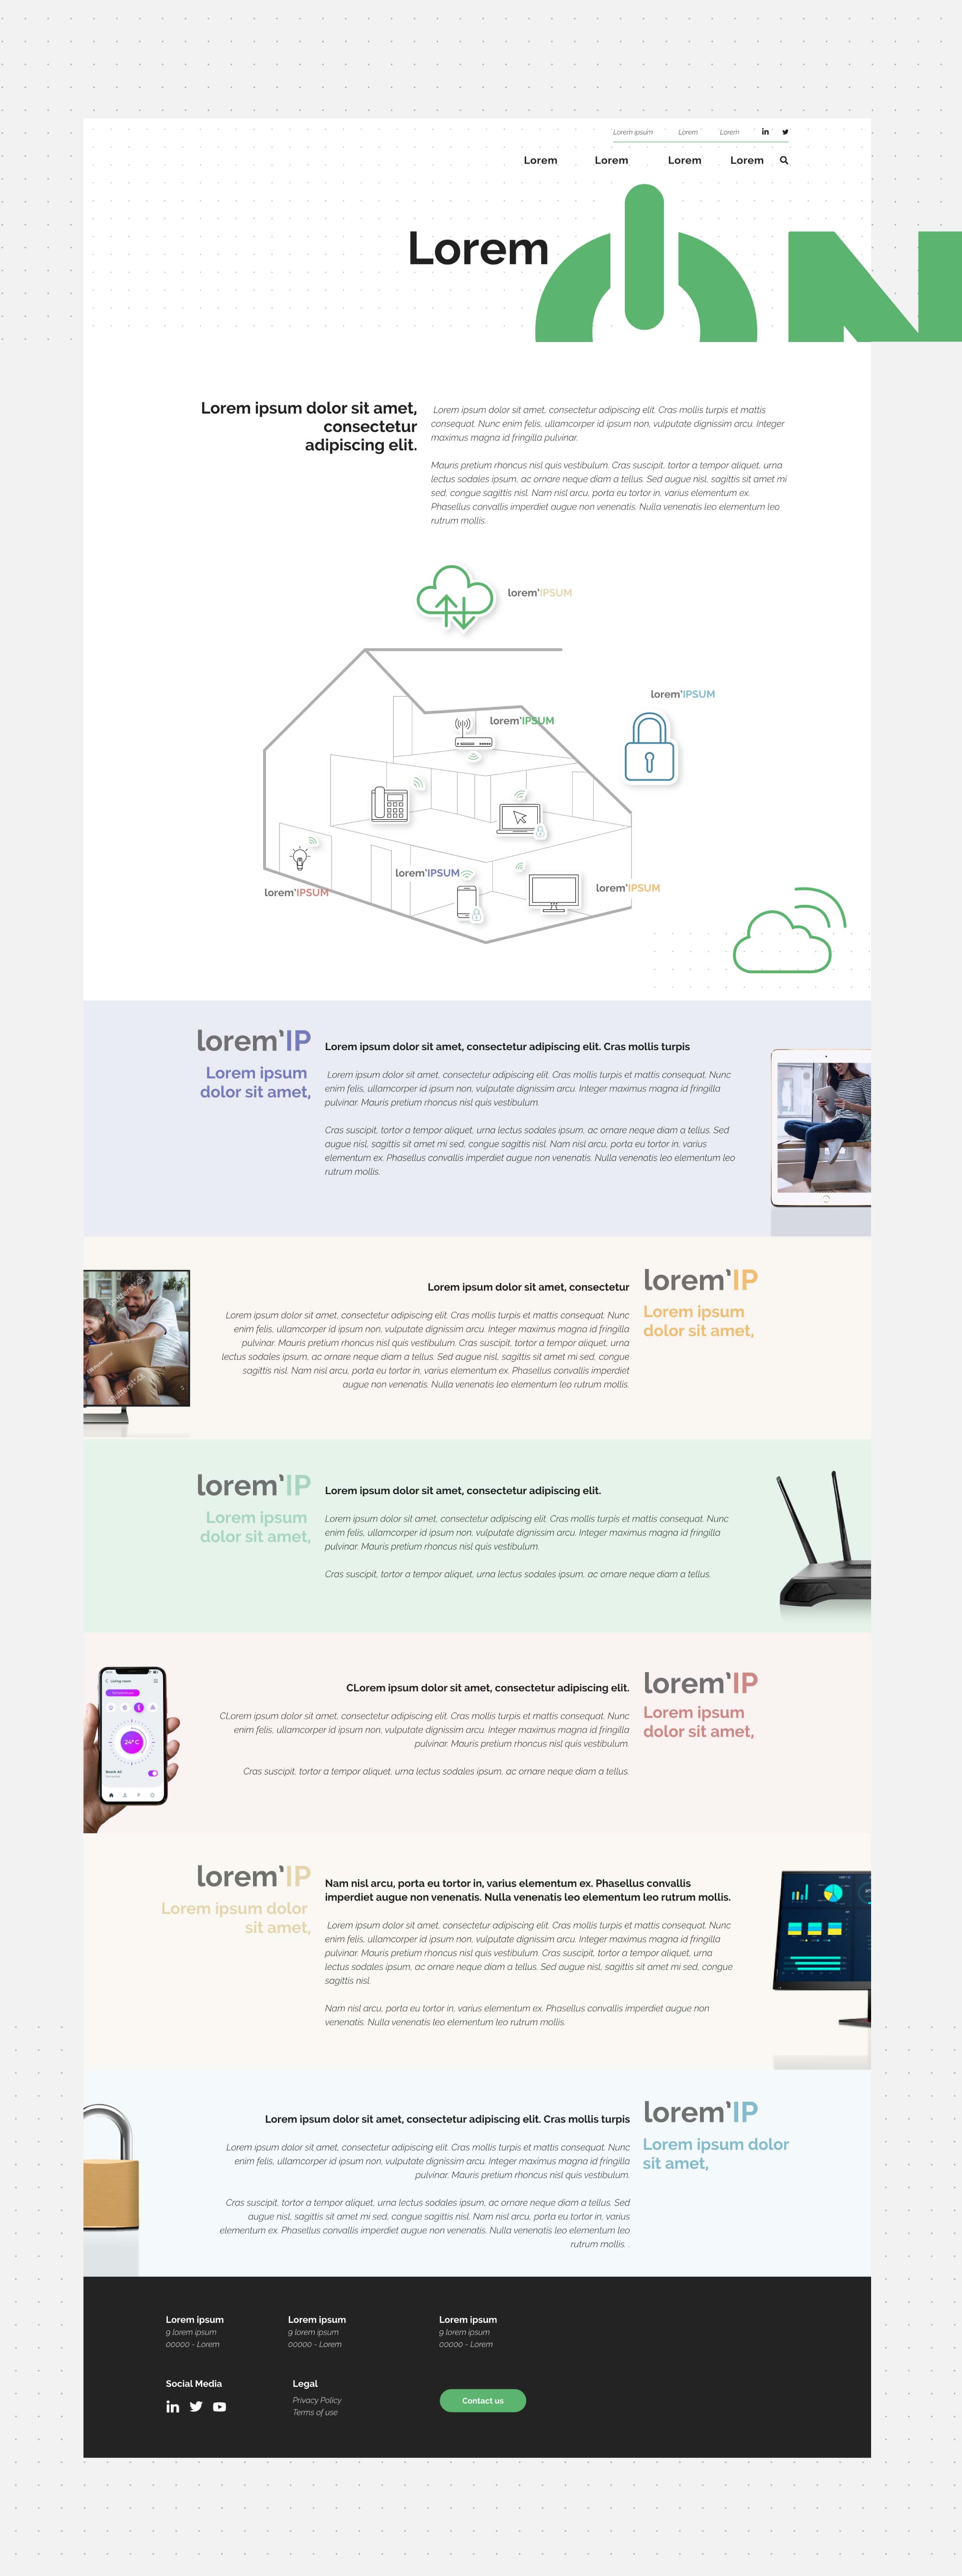 Lorem ipsum Lorem Lorem
Lorem Lorem Lorem Lorem
Lorem ON
Lorem ipsum dolor sit amet,
consectetur
adipiscing elit.
Lorem ipsum dolor sit amet, consectetur adipiscing elit. Cras mollis turpis et mattis
consequat. Nunc enim felis, ullamcorper id ipsum non, vulputate dignissim arcu. Integer
maximus magna id fringilla pulvinar.
Mauris pretium rhoncus nisl quis vestibulum. Cras suscipit, tortor a tempor aliquet, urna
lectus sodales ipsum, ac ornare neque diam a tellus. Sed augue nisl, sagittis sit amet mi
sed, congue sagittis nisl. Nam nisl arcu, porta eu tortor in, varius elementum ex.
Phasellus convallis imperdiet augue non venenatis. Nulla venenatis leo elementum leo
rutrum mollis.
lorem'IPSUM
lorem'IPSUM
lorem'IPSUM
lorem'IPSUM
lorem'IPSUM
lorem'IPSUM
lorem'IP
Lorem ipsum
dolor sit amet,
Lorem ipsum dolor sit amet, consectetur adipiscing elit. Cras mollis turpis
Lorem ipsum dolor sit amet, consectetur adipiscing elit. Cras mollis turpis et mattis consequat. Nunc
enim felis, ullamcorper id ipsum non, vulputate dignissim arcu. Integer maximus magna id fringilla
pulvinar. Mauris pretium rhoncus nisl quis vestibulum.
Cras suscipit, tortor a tempor aliquet, urna lectus sodales ipsum, ac ornare neque diam a tellus. Sed
augue nisl, sagittis sit amet mi sed, congue sagittis nisl. Nam nisl arcu, porta eu tortor in, varius
elementum ex. Phasellus convallis imperdiet augue non venenatis. Nulla venenatis leo elementum leo
rutrum mollis.
Lorem ipsum dolor sit amet, consectetur
Lorem ipsum dolor sit amet, consectetur adipiscing elit. Cras mollis turpis et mattis consequat. Nunc
enim felis, ullamcorper id ipsum non, vulputate dignissim arcu. Integer maximus magna id fringilla
pulvinar. Mauris pretium rhoncus nisl quis vestibulum. Cras suscipit, tortor a tempor aliquet, urna
lectus sodales ipsum, ac ornare neque diam a tellus. Sed augue nisl, sagittis sit amet mi sed, congue
sagittis nisl. Nam nisl arcu, porta eu tortor in, varius elementum ex. Phasellus convallis imperdiet
augue non venenatis. Nulla venenatis leo elementum leo rutrum mollis.
lorem'IP
Lorem ipsum
dolor sit amet,
lorem'IP
Lorem ipsum
dolor sit amet,
Lorem ipsum dolor sit amet, consectetur adipiscing elit.
Lorem ipsum dolor sit amet, consectetur adipiscing elit. Cras mollis turpis et mattis consequat. Nunc
enim felis, ullamcorper id ipsum non, vulputate dignissim arcu. Integer maximus magna id fringilla
pulvinar. Mauris pretium rhoncus nisl quis vestibulum.
Cras suscipit, tortor a tempor aliquet, urna lectus sodales ipsum, ac ornare neque diam a tellus.
Living room
24° C
CLorem ipsum dolor sit amet, consectetur adipiscing elit.
CLorem ipsum dolor sit amet, consectetur adipiscing elit. Cras mollis turpis et mattis consequat. Nunc
enim felis, ullamcorper id ipsum non, vulputate dignissim arcu. Integer maximus magna id fringilla
pulvinar. Mauris pretium rhoncus nisl quis vestibulum.
Cras suscipit, tortor a tempor aliquet, urna lectus sodales ipsum, ac ornare neque diam a tellus.
lorem'IP
Lorem ipsum
dolor sit amet,
lorem'IP
Lorem ipsum dolor
sit amet,
Nam nisl arcu, porta eu tortor in, varius elementum ex. Phasellus convallis
imperdiet augue non venenatis. Nulla venenatis leo elementum leo rutrum mollis.
Lorem ipsum dolor sit amet, consectetur adipiscing elit. Cras mollis turpis et mattis consequat. Nunc
enim felis, ullamcorper id ipsum non, vulputate dignissim arcu. Integer maximus magna id fringilla
pulvinar. Mauris pretium rhoncus nisl quis vestibulum. Cras suscipit, tortor a tempor aliquet, urna
lectus sodales ipsum, ac ornare neque diam a tellus. Sed augue nisl, sagittis sit amet mi sed, congue
sagittis nisl.
Nam nisl arcu, porta eu tortor in, varius elementum ex. Phasellus convallis imperdiet augue non
venenatis. Nulla venenatis leo elementum leo rutrum mollis.
Lorem ipsum dolor sit amet, consectetur adipiscing elit. Cras mollis turpis
Lorem ipsum dolor sit amet, consectetur adipiscing elit. Cras mollis turpis et mattis consequat. Nunc
enim felis, ullamcorper id ipsum non, vulputate dignissim arcu. Integer maximus magna id fringilla
pulvinar. Mauris pretium rhoncus nisl quis vestibulum.
Cras suscipit, tortor a tempor aliquet, urna lectus sodales ipsum, ac ornare neque diam a tellus. Sed
augue nisl, sagittis sit amet mi sed, congue sagittis nisl. Nam nisl arcu, porta eu tortor in, varius
elementum ex. Phasellus convallis imperdiet augue non venenatis. Nulla venenatis leo elementum leo
rutrum mollis. .
lorem'IP
Lorem ipsum dolor
sit amet,
Lorem ipsum
9 lorem ipsum
00000 - Lorem
Lorem ipsum
9 lorem ipsum
00000 - Lorem
Lorem ipsum
9 lorem ipsum
00000 - Lorem
Social Media
Legal
Privacy Policy
Terms of use
Contact us